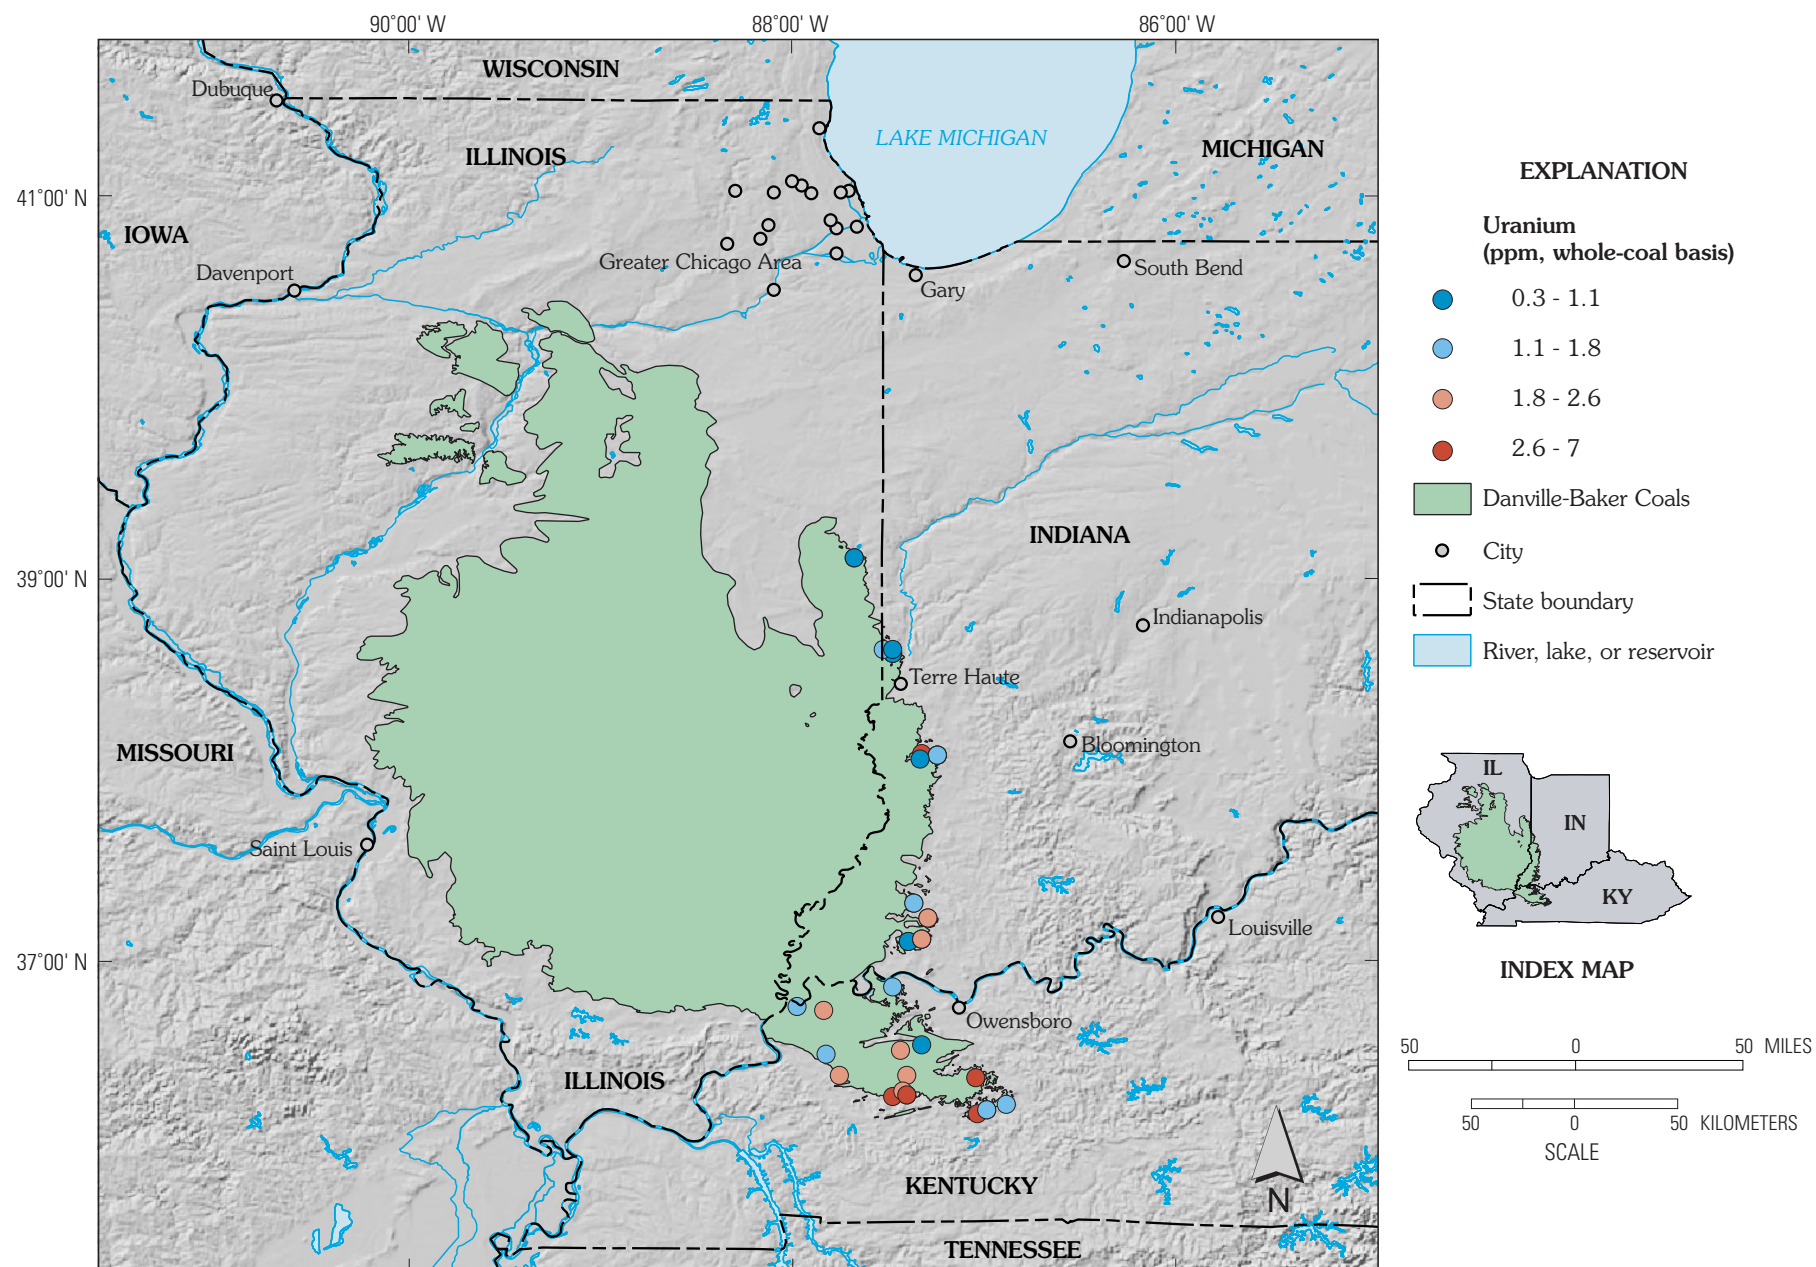 90°00' W
88°00' W
86°00' W
41°00' N
39°00' N
37°00' N
WISCONSIN
Dubuque
LAKE MICHIGAN
ILLINOIS
MICHIGAN
IOWA
Greater Chicago Area
Davenport
South Bend
Gary
INDIANA
Indianapolis
Terre Haute
Bloomington
MISSOURI
Saint Louis
Louisville
Owensboro
ILLINOIS
KENTUCKY
TENNESSEE
N
EXPLANATION
Uranium
(ppm, whole-coal basis)
0.3 - 1.1
1.1 - 1.8
1.8 - 2.6
2.6 - 7
Danville-Baker Coals
City
State boundary
River, lake, or reservoir
IL
IN
KY
INDEX MAP
50 0 50 MILES
50 0 50 KILOMETERS
SCALE